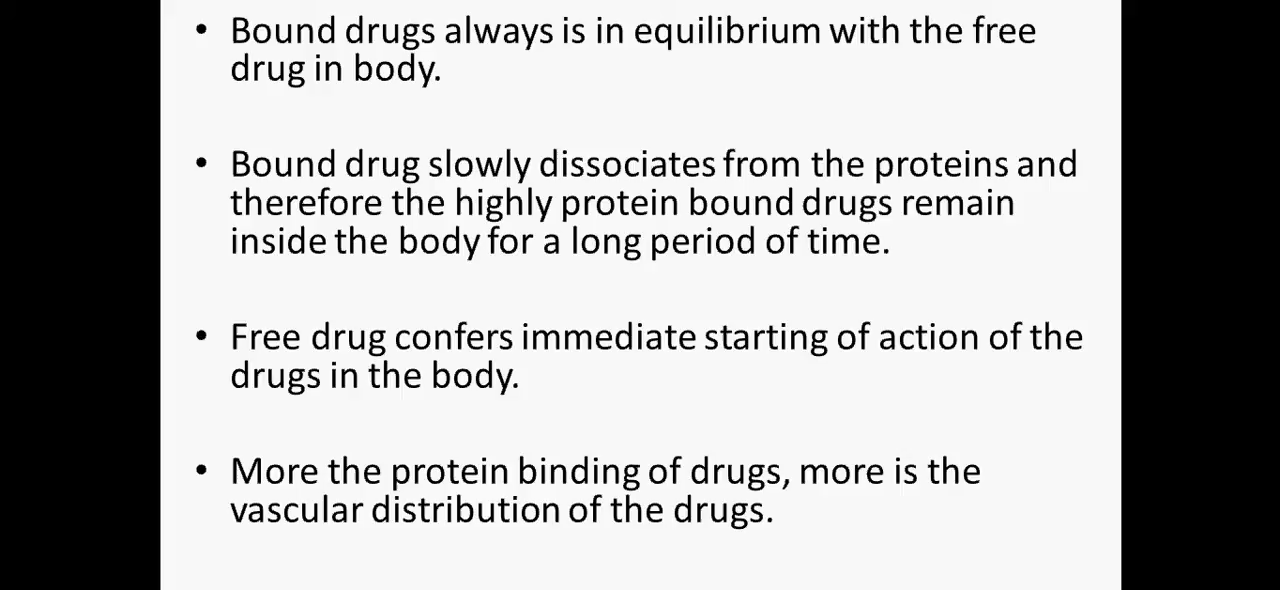 • Bound drugs always is in equilibrium with the free
drug in body.
• Bound drug slowly dissociates from the proteins and
therefore the highly protein bound drugs remain
inside the body for a long period of time.
• Free drug confers immediate starting of action of the
drugs in the body.
• More the protein binding of drugs, more is the
vascular distribution of the drugs.